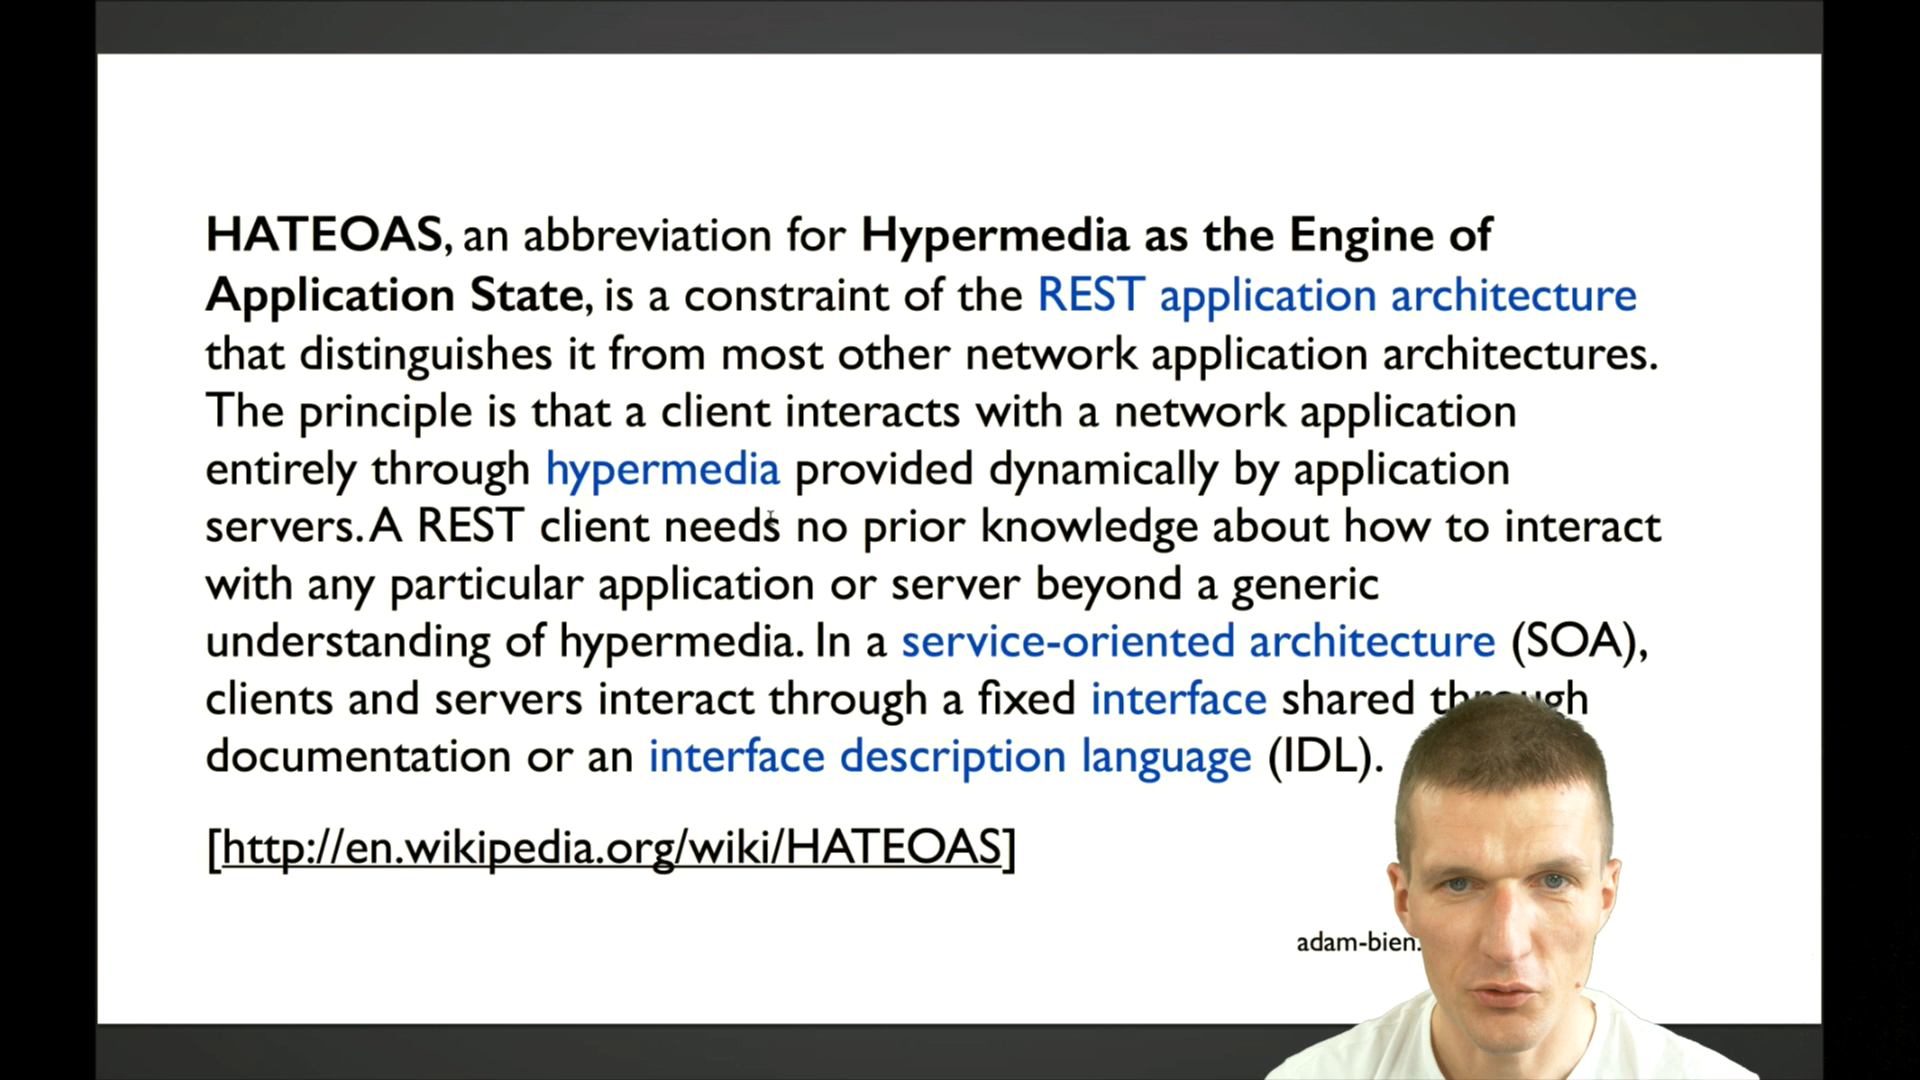 HATEOAS, an abbreviation for Hypermedia as the Engine of
Application State, is a constraint of the REST application architecture
that distinguishes it from most other network application architectures.
The principle is that a client interacts with a network application
entirely through hypermedia provided dynamically by application
servers. A REST client needs no prior knowledge about how to interact
with any particular application or server beyond a generic
understanding of hypermedia. In a service-oriented architecture (SOA),
clients and servers interact through a fixed interface shared through
documentation or an interface description language (IDL).
[http://en.wikipedia.org/wiki/HATEOAS]
adam-bien.